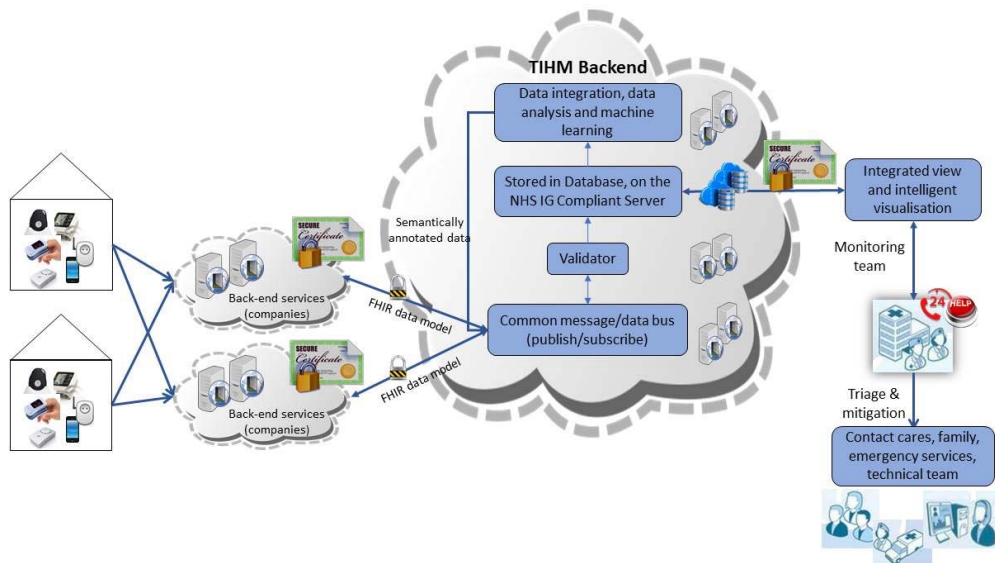 TIHM Backend
Data integration, data
analysis and machine
learning
SECURE
Certificate
Stored in Database, on the
NHS IG Compliant Server
Integrated view
and intelligent
visualisation
Semantically
annotated data
SECURE
Certificate
Validator
Monitoring
team
Back-end services
(companies)
FHIR data model
24
HELP
Common message/data bus
(publish/subscribe)
SECURE
Certificate
FHIR data model
Back-end services
(companies)
Triage &
mitigation
Contact cares, family,
emergency services,
technical team